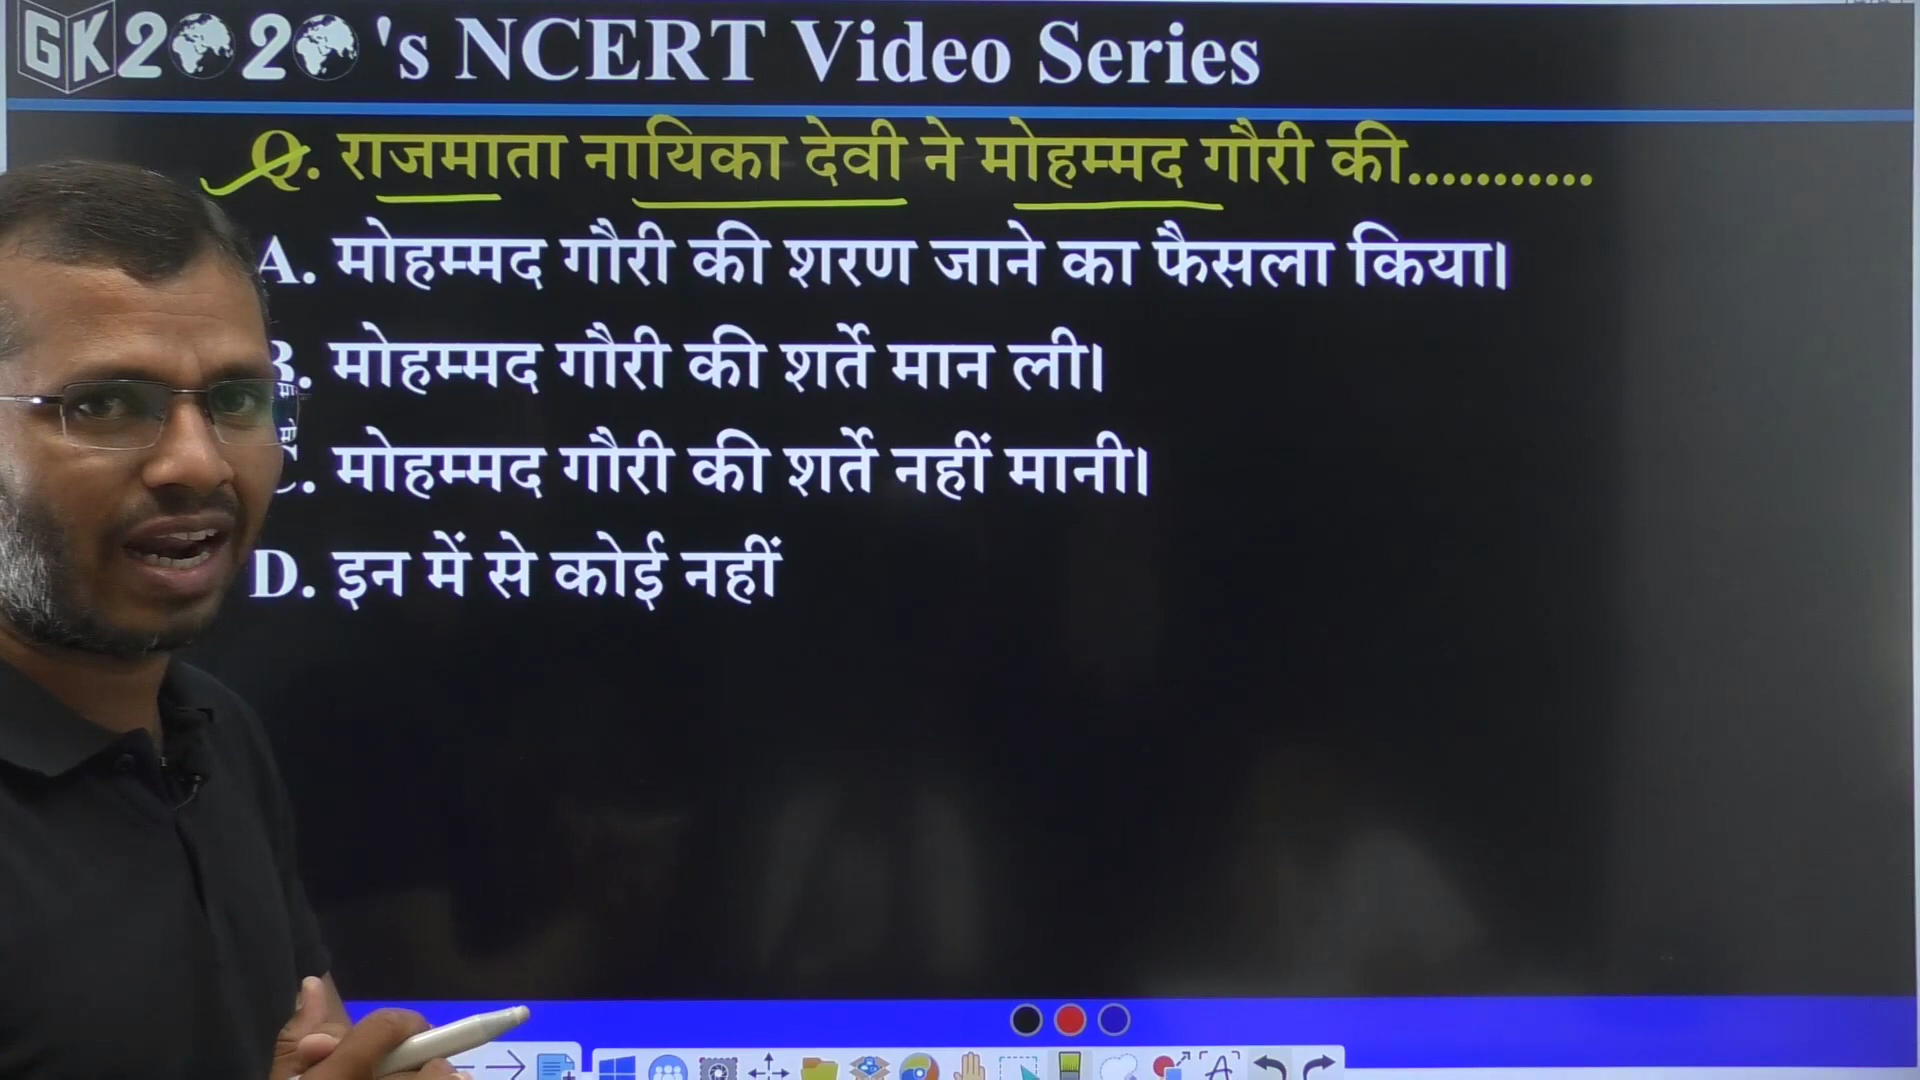 GK2020's NCERT Video Series
Q. राजमाता नायिका देवी ने मोहम्मद गौरी की...........
A. मोहम्मद गौरी की शरण जाने का फैसला किया।
B. मोहम्मद गौरी की शर्ते मान ली।
C. मोहम्मद गौरी की शर्ते नहीं मानी।
D. इन में से कोई नहीं